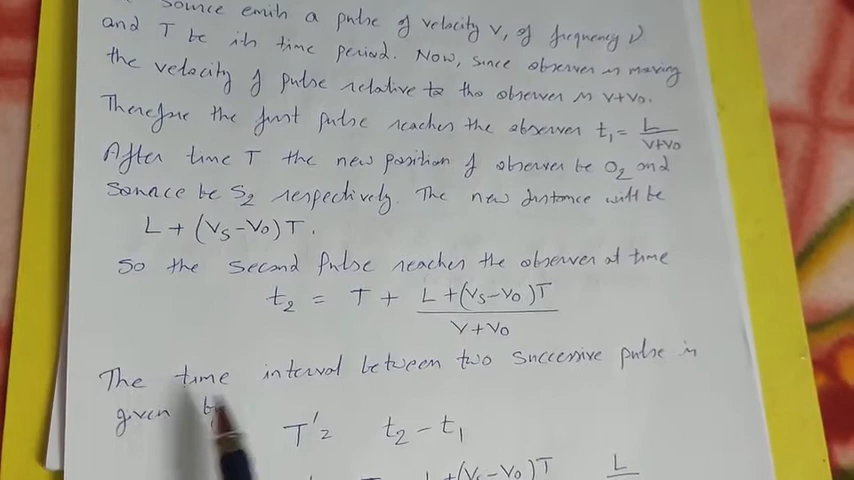 Source emits a pulse of velocity v, of frequency ν
and T be its time period. Now, since observer is moving
the velocity of pulse relative to the observer is v+v₀.
Therefore the first pulse reaches the observer t₁ = L/(v+v₀)
After time T the new position of observer be O₂ and
Source be S₂ respectively. The new distance will be
L + (Vs-V₀)T.
So the second pulse reaches the observer at time
t₂ = T + (L+(Vs-V₀)T)/(V+V₀)
The time interval between two successive pulse is
given by
T' = t₂ - t₁
L+(Vs-V₀)T L